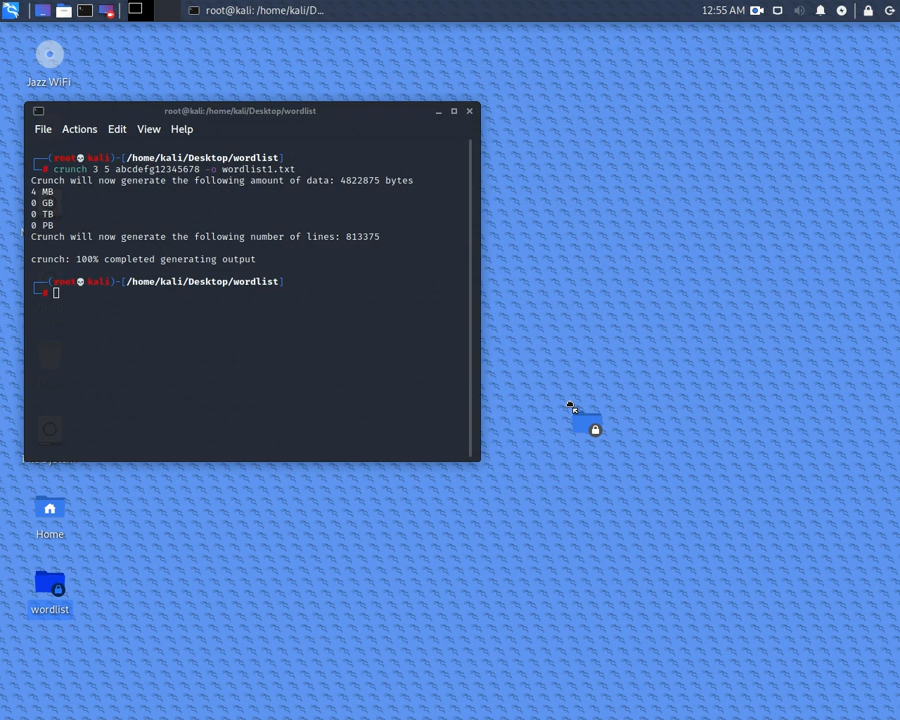 root@kali: /home/kali/D...
12:55 AM
Jazz WiFi
root@kali:/home/kali/Desktop/wordlist
File Actions Edit View Help
(root💀kali)-[/home/kali/Desktop/wordlist]
# crunch 3 5 abcdefg12345678 -o wordlist1.txt
Crunch will now generate the following amount of data: 4822875 bytes
4 MB
0 GB
0 TB
0 PB
Crunch will now generate the following number of lines: 813375
crunch: 100% completed generating output
(root💀kali)-[/home/kali/Desktop/wordlist]
#
Home
wordlist